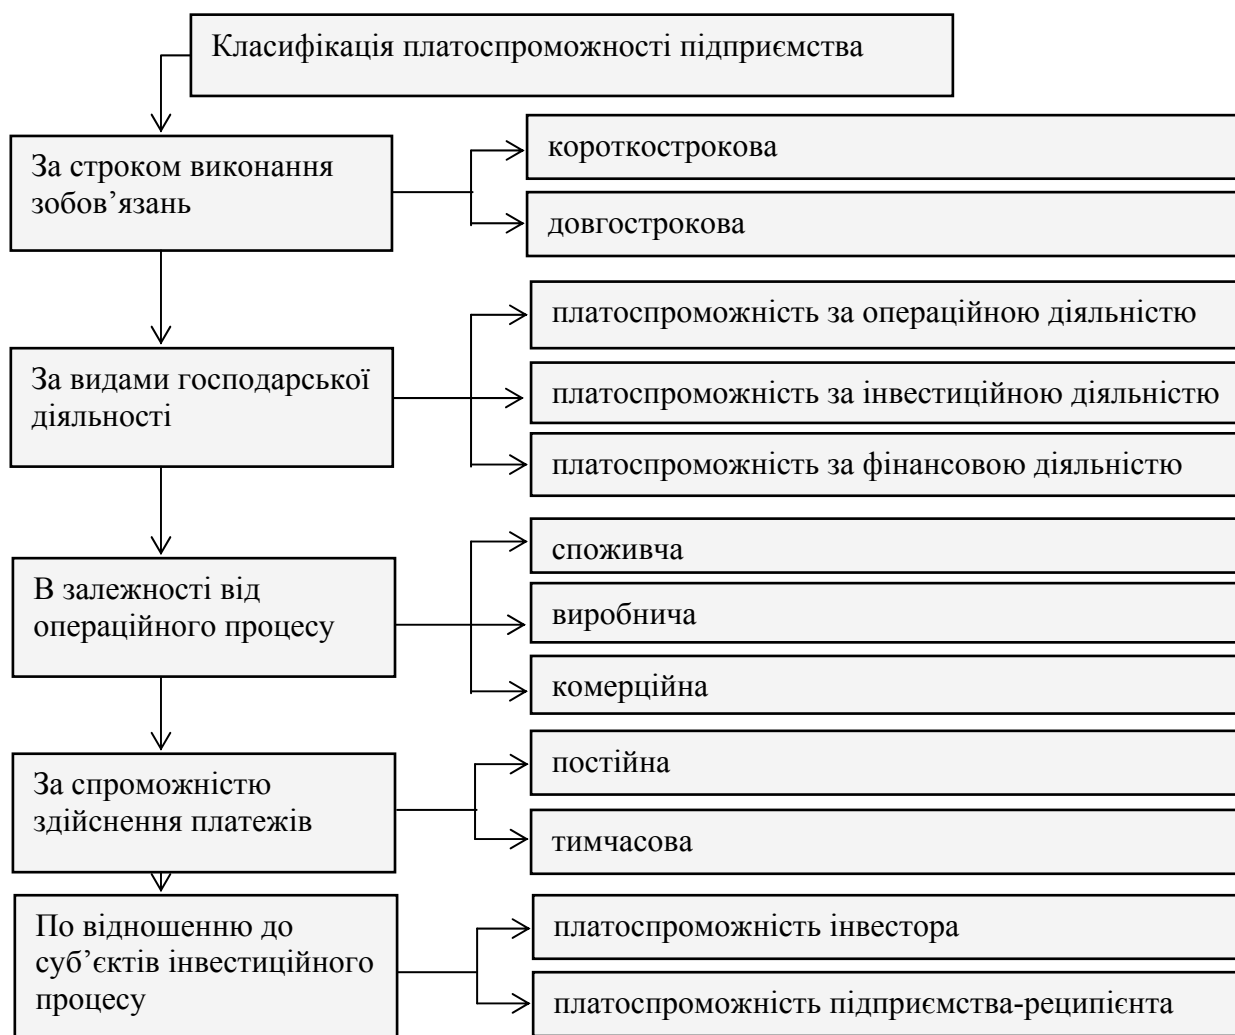 Класифікація платоспроможності підприємства
За строком виконання
зобов’язань
короткострокова
довгострокова
За видами господарської
діяльності
платоспроможність за операційною діяльністю
платоспроможність за інвестиційною діяльністю
платоспроможність за фінансовою діяльністю
В залежності від
операційного процесу
споживча
виробнича
комерційна
За спроможністю
здійснення платежів
постійна
тимчасова
По відношенню до
суб’єктів інвестиційного
процесу
платоспроможність інвестора
платоспроможність підприємства-реципієнта